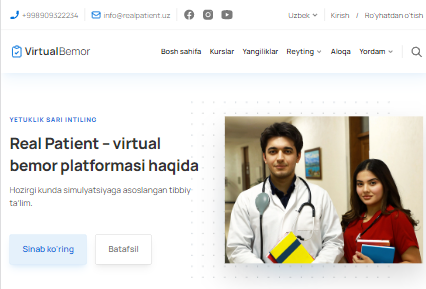 +998909322234 info@realpatient.uz Uzbek Kirish / Ro'yhatdan o'tish
VirtualBemor Bosh sahifa Kurslar Yangiliklar Reyting Aloqa Yordam
YETUKLIK SARI INTILING
Real Patient – virtual
bemor platformasi haqida
Hozirgi kunda simulyatsiyaga asoslangan tibbiy
ta'lim.
Sinab ko'ring Batafsil